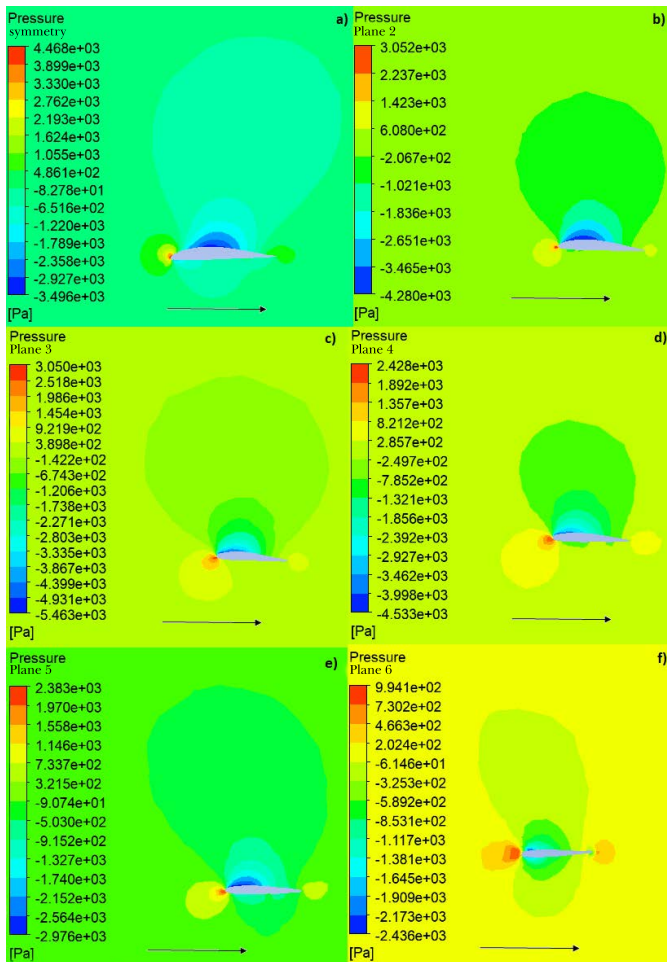 Pressure
symmetry
a)
4.468e+03
3.899e+03
3.330e+03
2.762e+03
2.193e+03
1.624e+03
1.055e+03
4.861e+02
-8.278e+01
-6.516e+02
-1.220e+03
-1.789e+03
-2.358e+03
-2.927e+03
-3.496e+03
[Pa]
Pressure
Plane 2
b)
3.052e+03
2.237e+03
1.423e+03
6.080e+02
-2.067e+02
-1.021e+03
-1.836e+03
-2.651e+03
-3.465e+03
-4.280e+03
[Pa]
Pressure
Plane 3
c)
3.050e+03
2.518e+03
1.986e+03
1.454e+03
9.219e+02
3.898e+02
-1.422e+02
-6.743e+02
-1.206e+03
-1.738e+03
-2.271e+03
-2.803e+03
-3.335e+03
-3.867e+03
-4.399e+03
-4.931e+03
-5.463e+03
[Pa]
Pressure
Plane 4
d)
2.428e+03
1.892e+03
1.357e+03
8.212e+02
2.857e+02
-2.497e+02
-7.852e+02
-1.321e+03
-1.856e+03
-2.392e+03
-2.927e+03
-3.462e+03
-3.998e+03
-4.533e+03
[Pa]
Pressure
Plane 5
e)
2.383e+03
1.970e+03
1.558e+03
1.146e+03
7.337e+02
3.215e+02
-9.074e+01
-5.030e+02
-9.152e+02
-1.327e+03
-1.740e+03
-2.152e+03
-2.564e+03
-2.976e+03
[Pa]
Pressure
Plane 6
f)
9.941e+02
7.302e+02
4.663e+02
2.024e+02
-6.146e+01
-3.253e+02
-5.892e+02
-8.531e+02
-1.117e+03
-1.381e+03
-1.645e+03
-1.909e+03
-2.173e+03
-2.436e+03
[Pa]